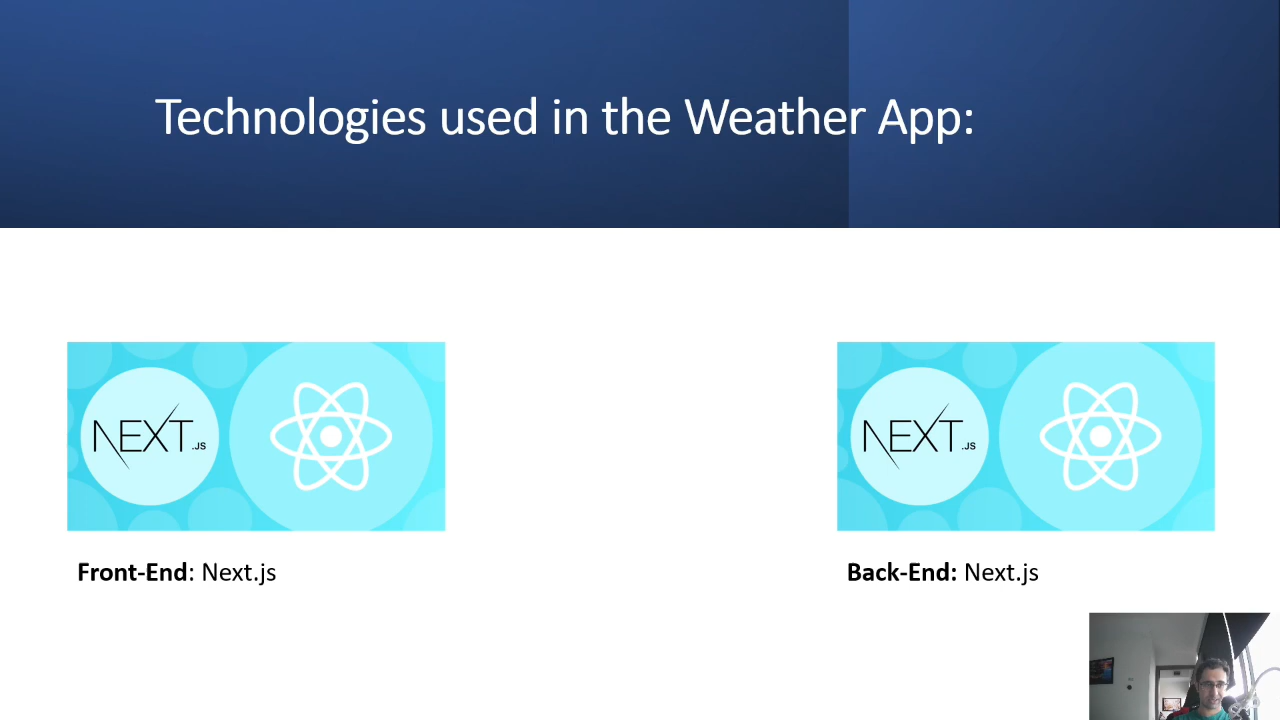 Technologies used in the Weather App:
NEXT.JS
NEXT.JS
Front-End: Next.js
Back-End: Next.js